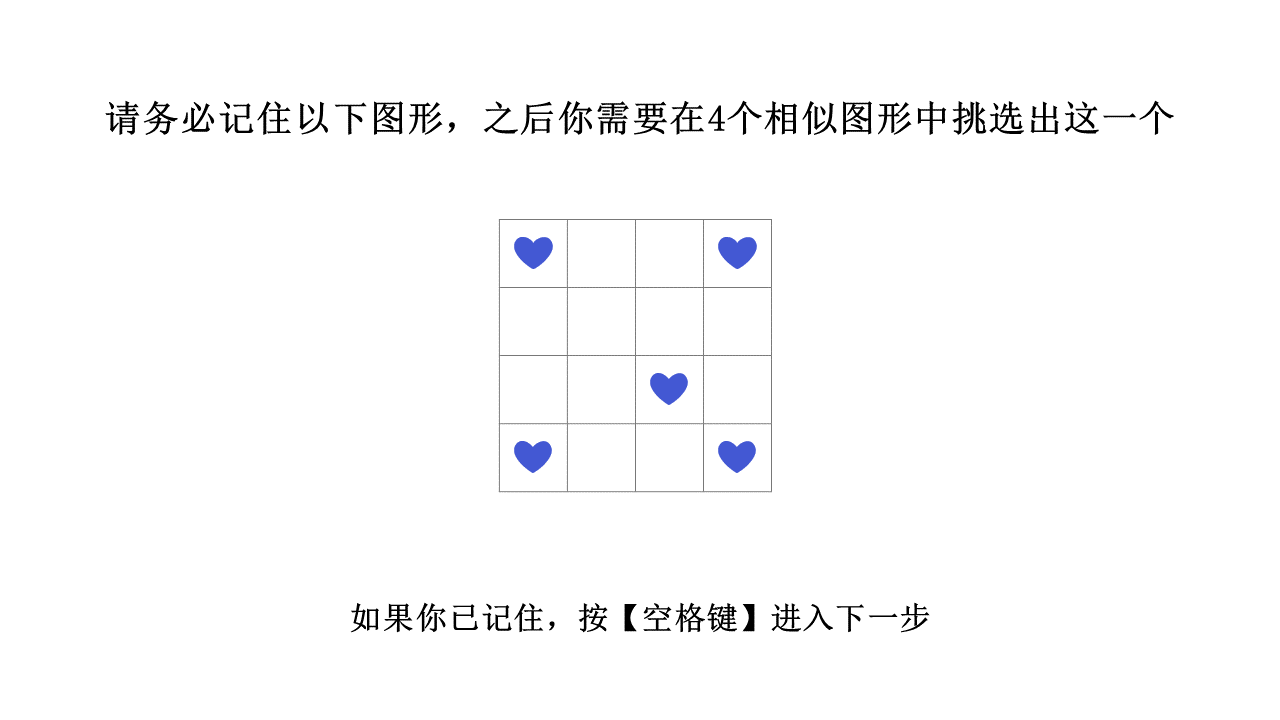 请务必记住以下图形，之后你需要在4个相似图形中挑选出这一个
如果你已记住，按【空格键】进入下一步